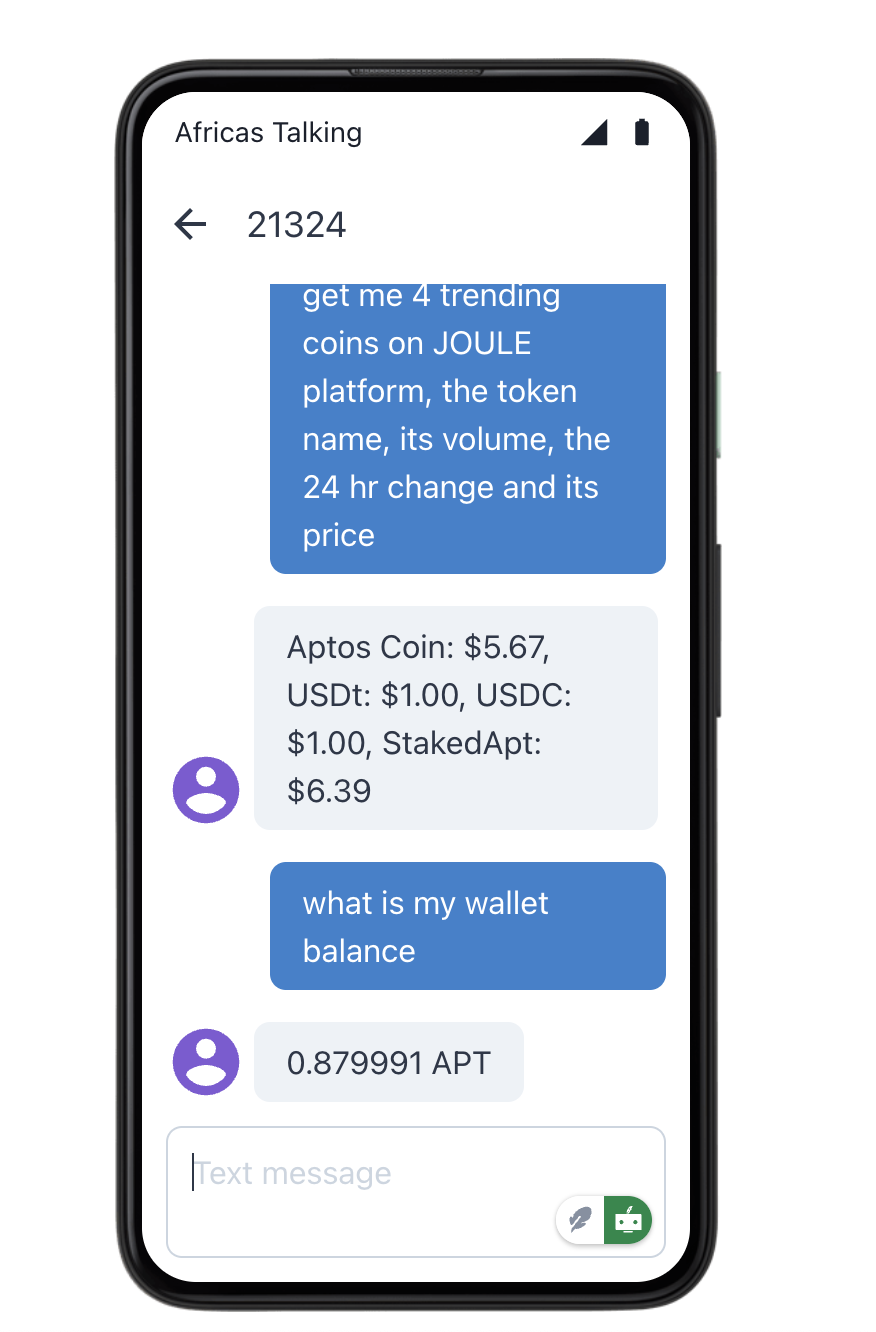 Africas Talking
21324
get me 4 trending
coins on JOULE
platform, the token
name, its volume, the
24 hr change and its
price
Aptos Coin: $5.67,
USDt: $1.00, USDC:
$1.00, StakedApt:
$6.39
what is my wallet
balance
0.879991 APT
Text message